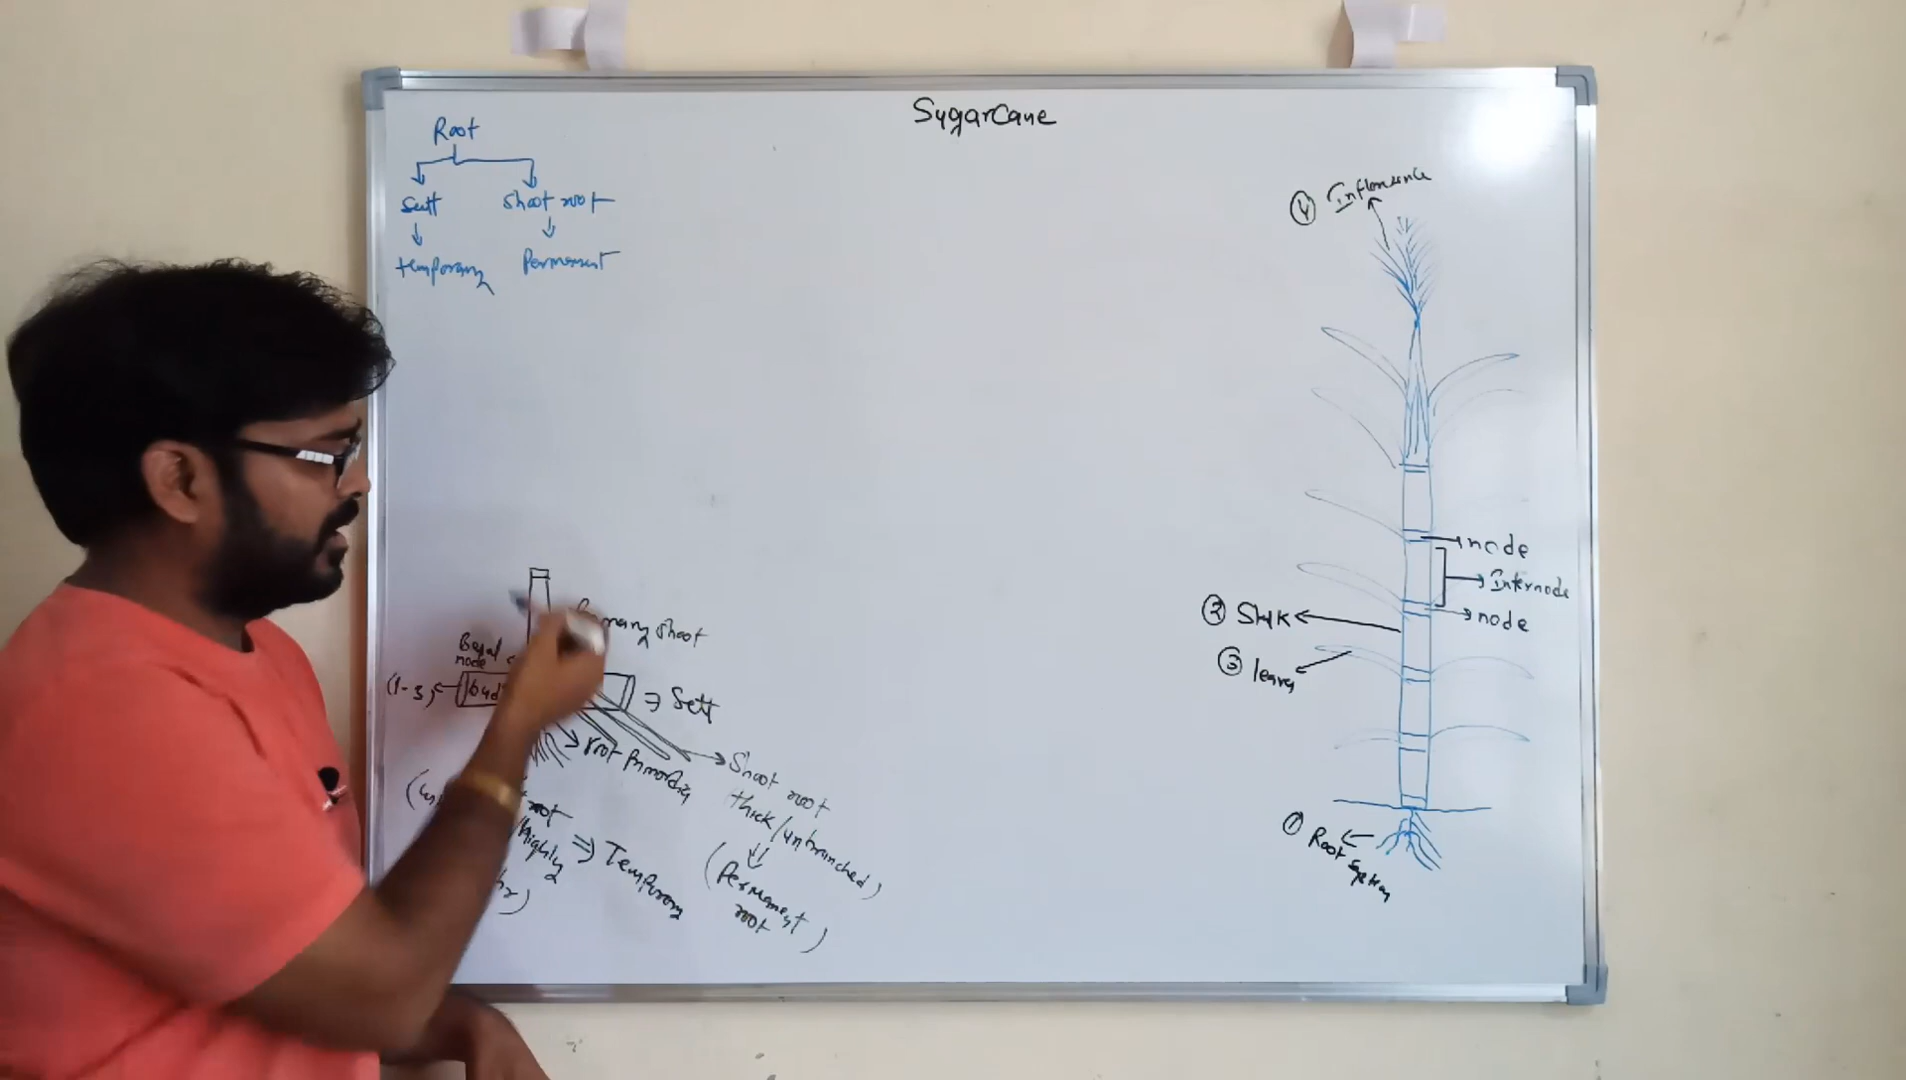 Sugarcane
Root
Sett Shoot root
temporary Permanent
④ Inflorescence
node
Internode
node
② Stalk
③ leaves
① Root system
Primary shoot
Basal
node
(1-3) bud
Sett
root Primordia
Shoot root
thick/unbranched)
(Permanent
root)
root
Highly
Temporary